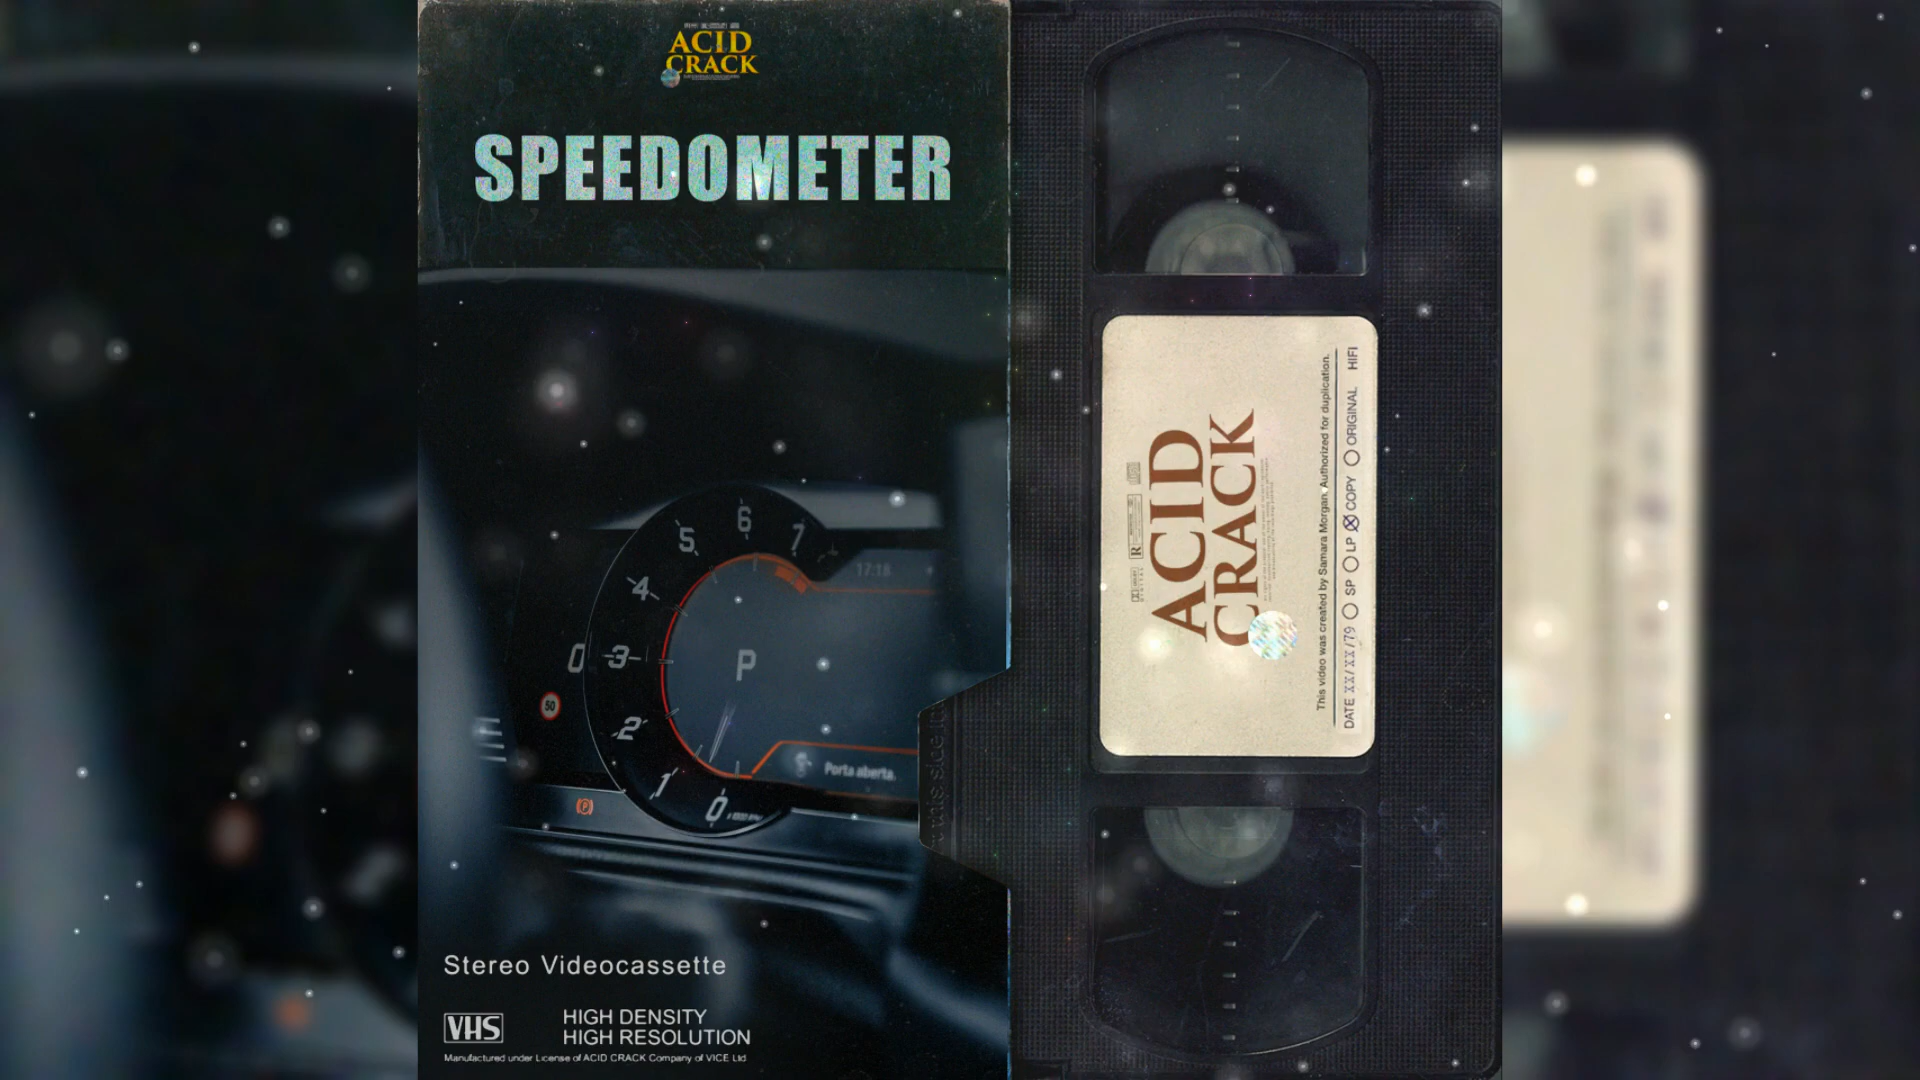 ACID
CRACK
SPEEDOMETER
7
6
5
4
3
2
1
0
0
50
P
17:18
Porta aberta.
Stereo Videocassette
VHS
HIGH DENSITY
HIGH RESOLUTION
Manufactured under License of ACID CRACK Company of VICE Ltd
R
ACID
CRACK
This video was created by Samara Morgan. Authorized for duplication.
DATE XX/XX/79 SP LP COPY ORIGINAL HIFI